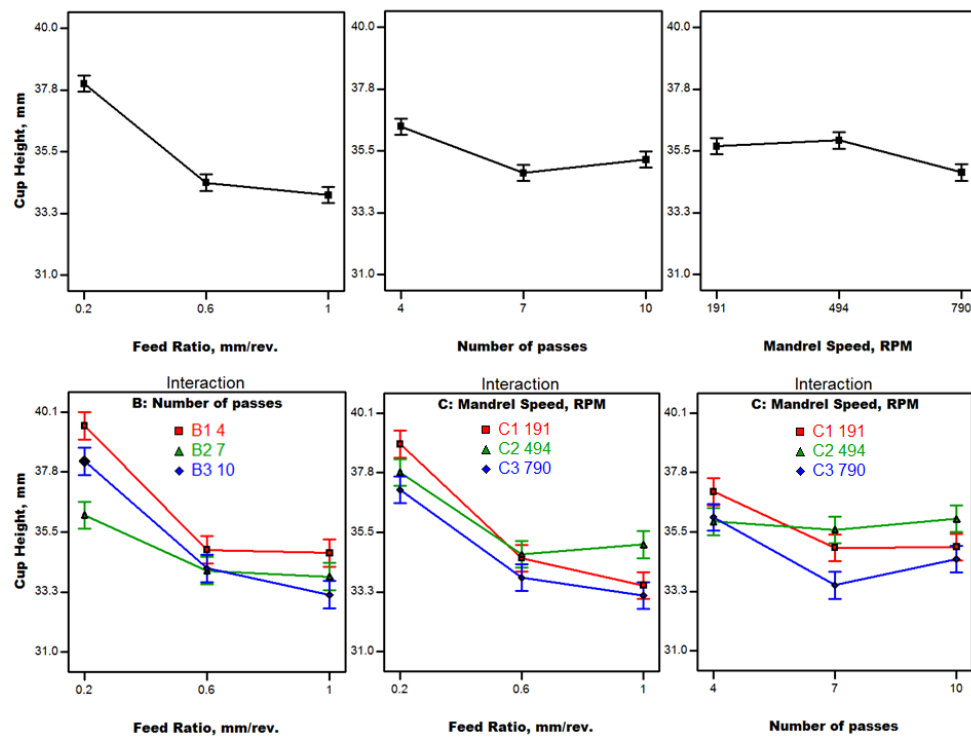 Cup Height, mm
40.0
37.8
35.5
33.3
31.0
0.2 0.6 1
Feed Ratio, mm/rev.
40.0
37.8
35.5
33.3
31.0
4 7 10
Number of passes
40.0
37.8
35.5
33.3
31.0
191 494 790
Mandrel Speed, RPM
Interaction
B: Number of passes
B1 4
B2 7
B3 10
Cup Height, mm
40.1
37.8
35.5
33.3
31.0
0.2 0.6 1
Feed Ratio, mm/rev.
Interaction
C: Mandrel Speed, RPM
C1 191
C2 494
C3 790
40.1
37.8
35.5
33.3
31.0
0.2 0.6 1
Feed Ratio, mm/rev.
Interaction
C: Mandrel Speed, RPM
C1 191
C2 494
C3 790
40.1
37.8
35.5
33.3
31.0
4 7 10
Number of passes